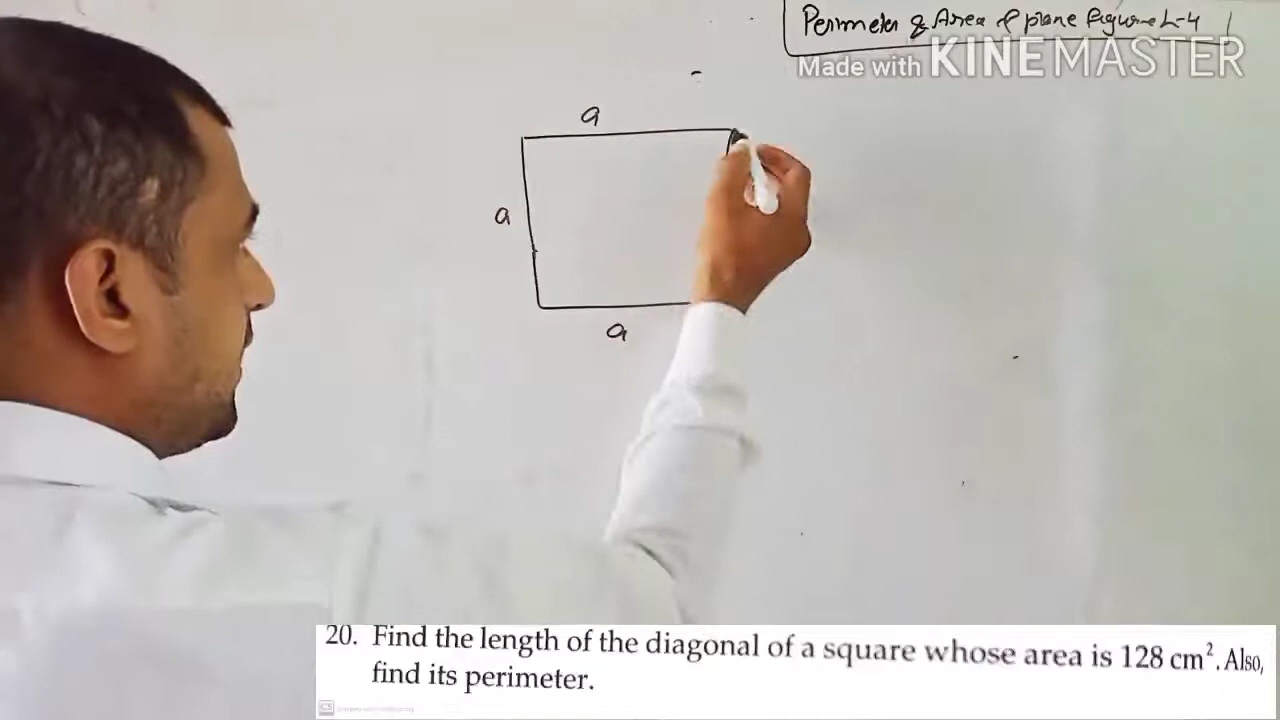 Perimeter & Area of plane figure L-4
Made with KINEMASTER
a
a
a
20. Find the length of the diagonal of a square whose area is 128 cm². Also,
find its perimeter.
CS